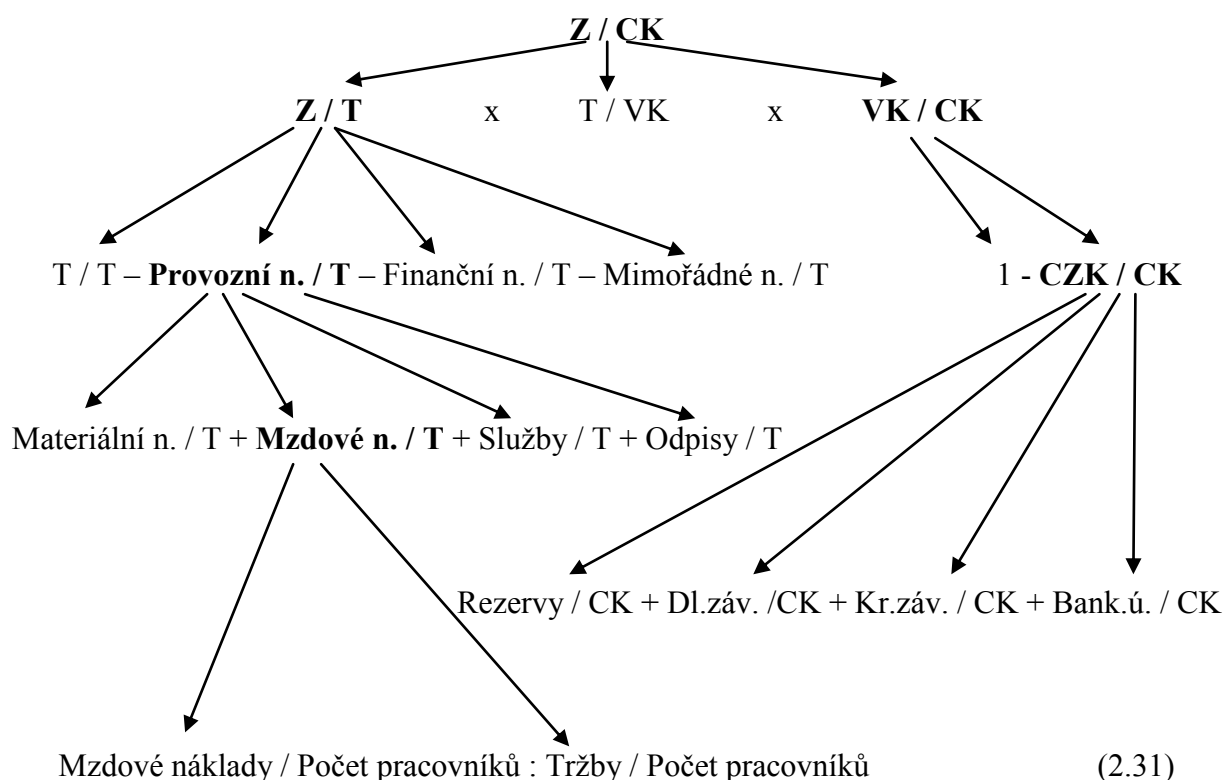 Z / CK
Z / T x T / VK x VK / CK
T / T – Provozní n. / T – Finanční n. / T – Mimořádné n. / T 1 - CZK / CK
Materiální n. / T + Mzdové n. / T + Služby / T + Odpisy / T
Rezervy / CK + Dl.záv. /CK + Kr.záv. / CK + Bank.ú. / CK
Mzdové náklady / Počet pracovníků : Tržby / Počet pracovníků (2.31)